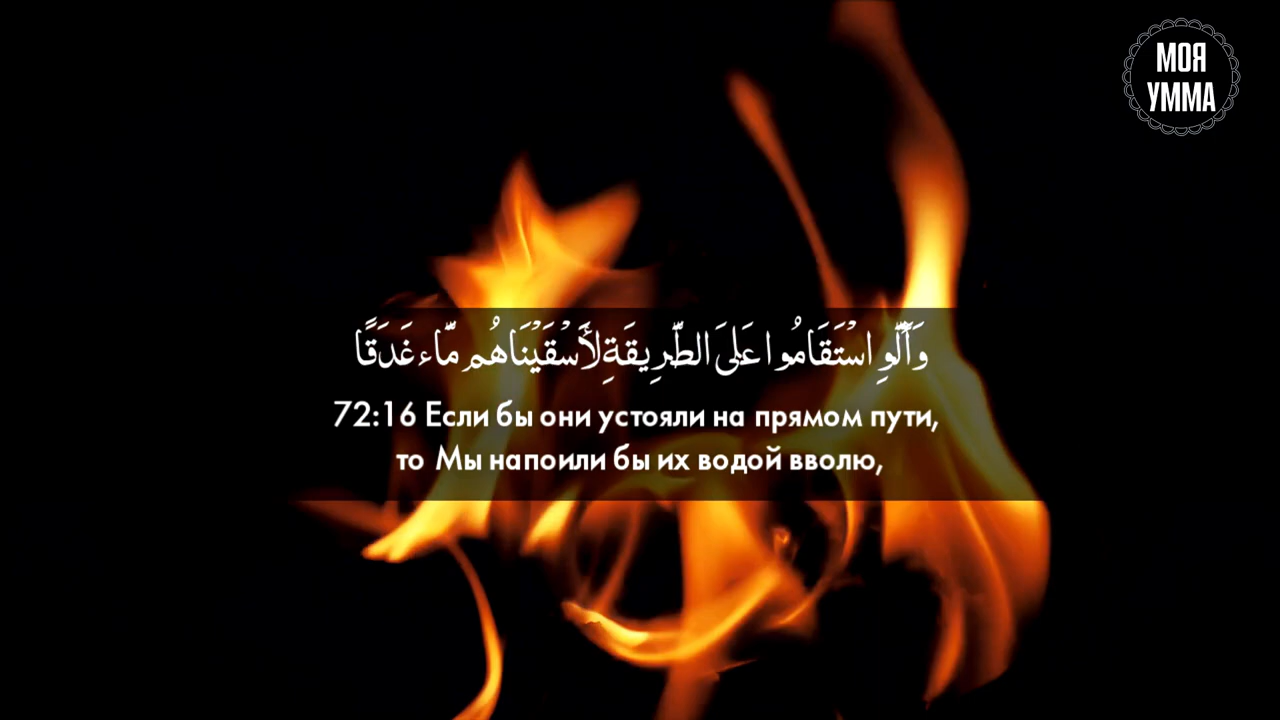 МОЯ
УММА
وَأَلَّوِ اسْتَقَامُوا عَلَى الطَّرِيقَةِ لَأَسْقَيْنَاهُم مَّاء غَدَقًا
72:16 Если бы они устояли на прямом пути,
то Мы напоили бы их водой вволю,